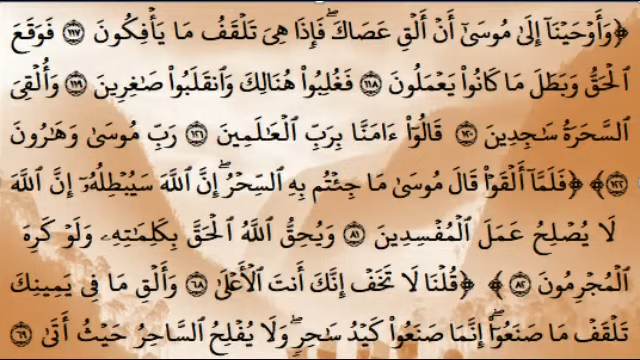 ﴿وَأَوۡحَيۡنَآ إِلَىٰ مُوسَىٰٓ أَنۡ أَلۡقِ عَصَاكَۖ فَإِذَا هِيَ تَلۡقَفُ مَا يَأۡفِكُونَ ١١٧ فَوَقَعَ
ٱلۡحَقُّ وَبَطَلَ مَا كَانُواْ يَعۡمَلُونَ ١١٨ فَغُلِبُواْ هُنَالِكَ وَٱنقَلَبُواْ صَٰغِرِينَ ١١٩ وَأُلۡقِيَ
ٱلسَّحَرَةُ سَٰجِدِينَ ١٢٠ قَالُوٓاْ ءَامَنَّا بِرَبِّ ٱلۡعَٰلَمِينَ ١٢١ رَبِّ مُوسَىٰ وَهَٰرُونَ
١٢٢﴾ ﴿فَلَمَّآ أَلۡقَوۡاْ قَالَ مُوسَىٰ مَا جِئۡتُم بِهِ ٱلسِّحۡرُۖ إِنَّ ٱللَّهَ سَيُبۡطِلُهُۥٓ إِنَّ ٱللَّهَ
لَا يُصۡلِحُ عَمَلَ ٱلۡمُفۡسِدِينَ ٨١ وَيُحِقُّ ٱللَّهُ ٱلۡحَقَّ بِكَلِمَٰتِهِۦ وَلَوۡ كَرِهَ
ٱلۡمُجۡرِمُونَ ٨٢﴾ ﴿قُلۡنَا لَا تَخَفۡ إِنَّكَ أَنتَ ٱلۡأَعۡلَىٰ ٦٨ وَأَلۡقِ مَا فِي يَمِينِكَ
تَلۡقَفۡ مَا صَنَعُوٓاْۖ إِنَّمَا صَنَعُواْ كَيۡدُ سَٰحِرٖۖ وَلَا يُفۡلِحُ ٱلسَّاحِرُ حَيۡثُ أَتَىٰ ٦٩